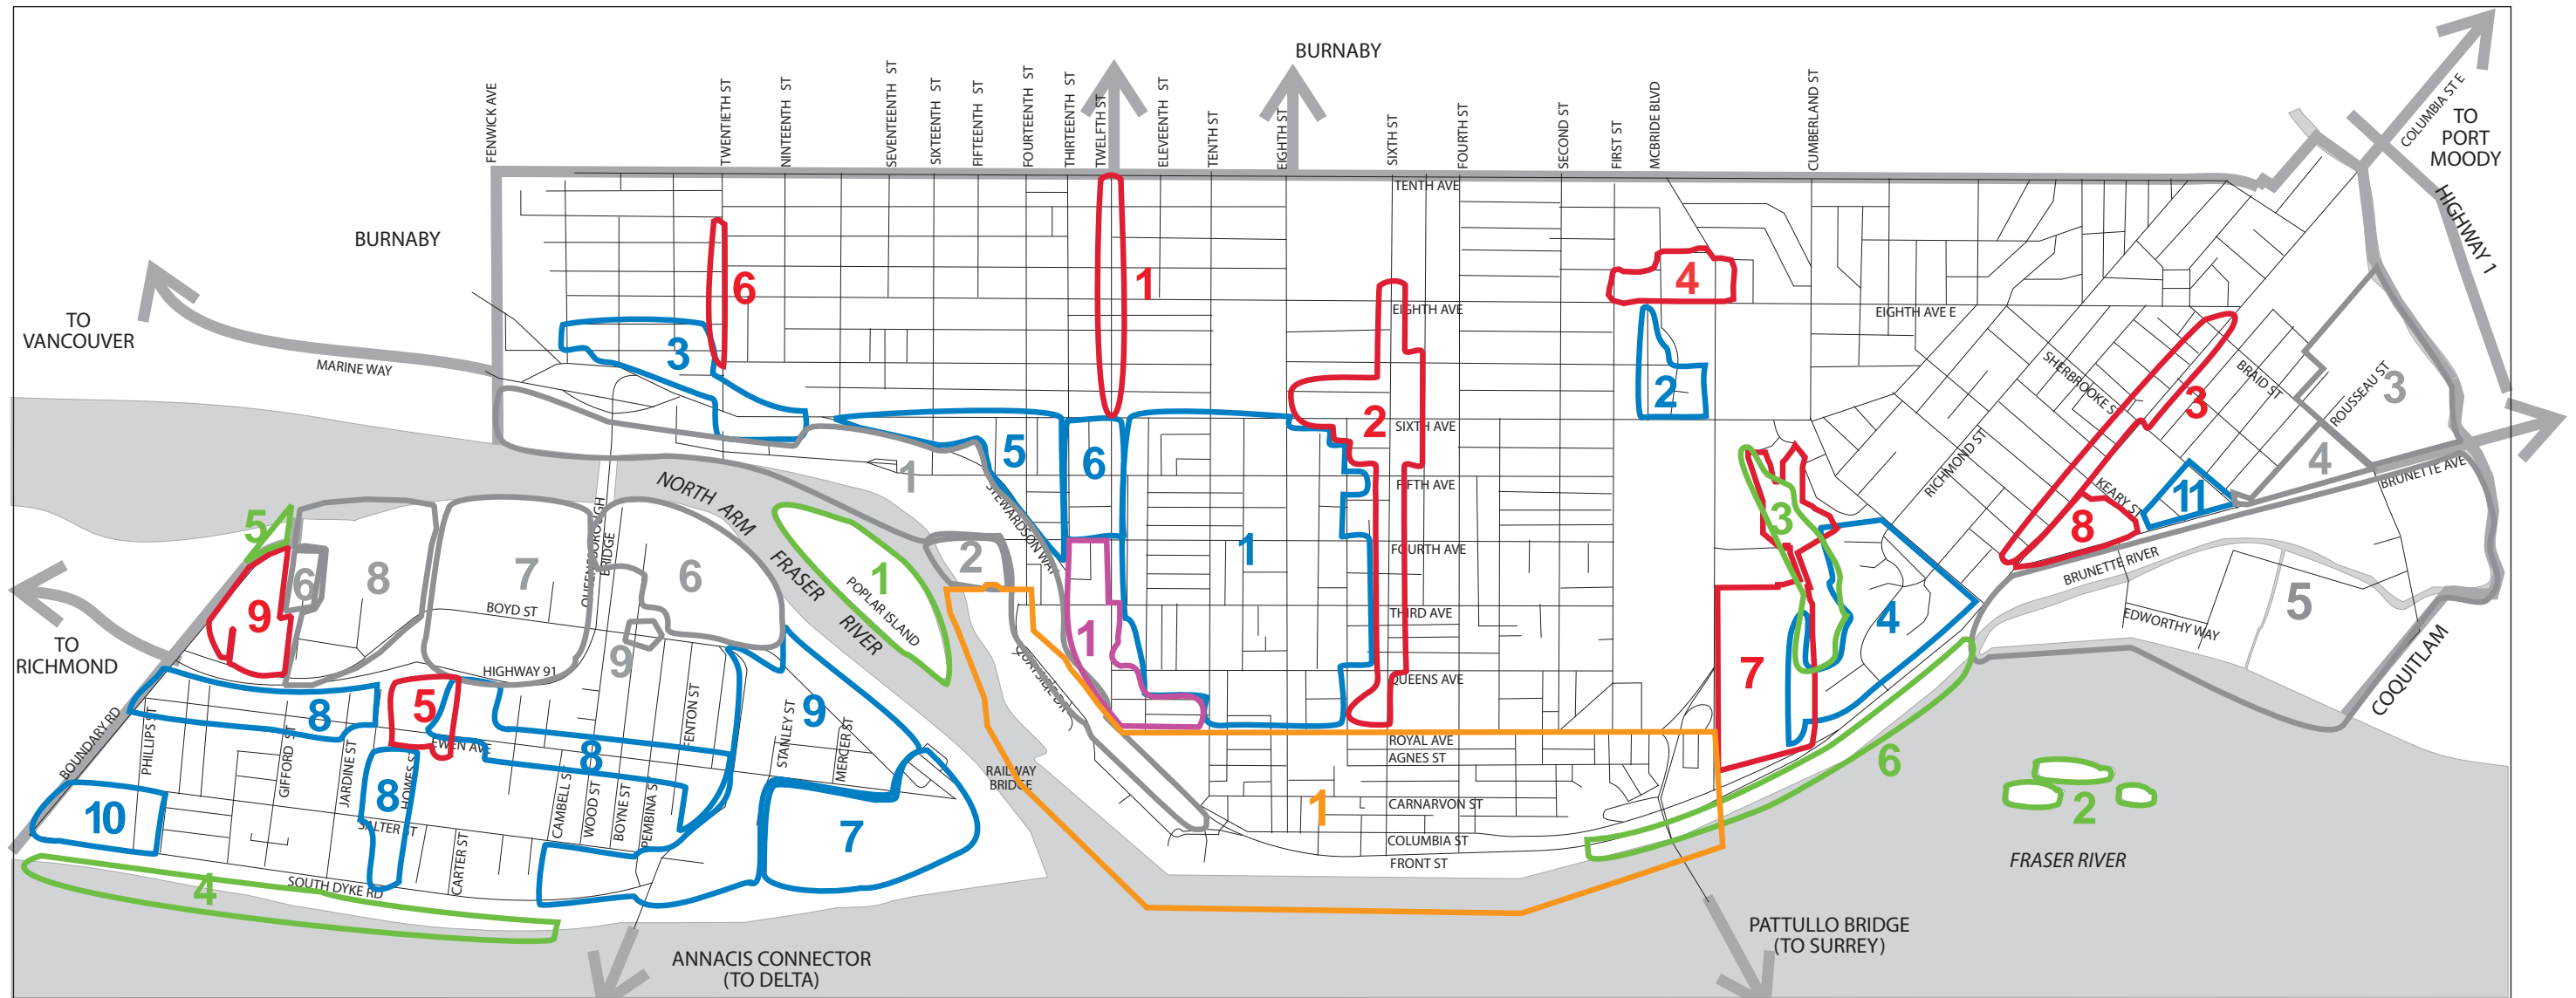 BURNABY
FENWICK AVE
TWENTIETH ST
NINTEENTH ST
SEVENTEENTH ST
SIXTEENTH ST
FIFTEENTH ST
FOURTEENTH ST
THIRTEENTH ST
TWELFTH ST
ELEVEENTH ST
TENTH ST
EIGHTH ST
SIXTH ST
FOURTH ST
SECOND ST
FIRST ST
MCBRIDE BLVD
CUMBERLAND ST
COLUMBIA ST E
TO
PORT
MOODY
HIGHWAY 1
TENTH AVE
BURNABY
TO
VANCOUVER
MARINE WAY
6
1
4
EIGHTH AVE
EIGHTH AVE E
3
2
2
SIXTH AVE
SHERBROOKE ST
BRAID ST
ROUSSEAU ST
3
3
5
6
1
FIFTH AVE
RICHMOND ST
KEARY ST
4
BRUNETTE AVE
11
8
NORTH ARM
FRASER
RIVER
STEWARDSON WAY
QUEENSBOROUGH
BRIDGE
5
3
2
1
FOURTH AVE
BRUNETTE RIVER
6
8
7
6
1
POPLAR ISLAND
BOYD ST
9
TO
RICHMOND
THIRD AVE
4
EDWORTHY WAY
5
1
9
HIGHWAY 91
QUAYSIDE DR
QUEENS AVE
7
COQUITLAM
BOUNDARY RD
PHILLIPS ST
8
5
FENTON ST
STANLEY ST
9
MERCER ST
EWEN AVE
8
ROYAL AVE
AGNES ST
GIFFORD ST
JARDINE ST
HOWES ST
8
CAMBELL ST
WOOD ST
BOYNE ST
PEMBINA ST
RAILWAY
BRIDGE
6
10
SALTER ST
CARTER ST
7
1
CARNARVON ST
COLUMBIA ST
FRONT ST
2
FRASER RIVER
4
SOUTH DYKE RD
ANNACIS CONNECTOR
(TO DELTA)
PATTULLO BRIDGE
(TO SURREY)